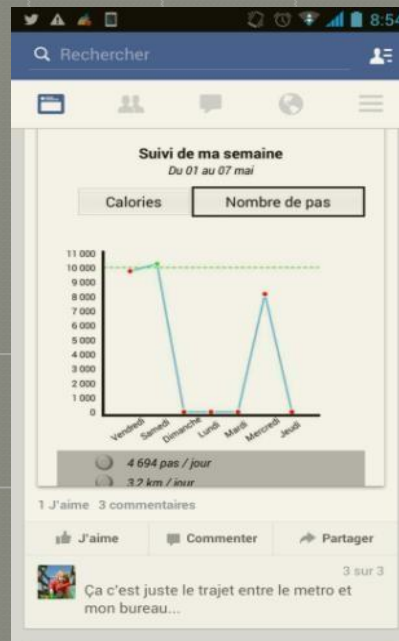 8:54
Rechercher
Suivi de ma semaine
Du 01 au 07 mai
Calories
Nombre de pas
11 000
10 000
9 000
8 000
7 000
6 000
5 000
4 000
3 000
2 000
1 000
0
Vendredi
Samedi
Dimanche
Lundi
Mardi
Mercredi
Jeudi
4 694 pas / jour
3.2 km / jour
1 J'aime 3 commentaires
J'aime
Commenter
Partager
3 sur 3
Ça c'est juste le trajet entre le metro et
mon bureau...